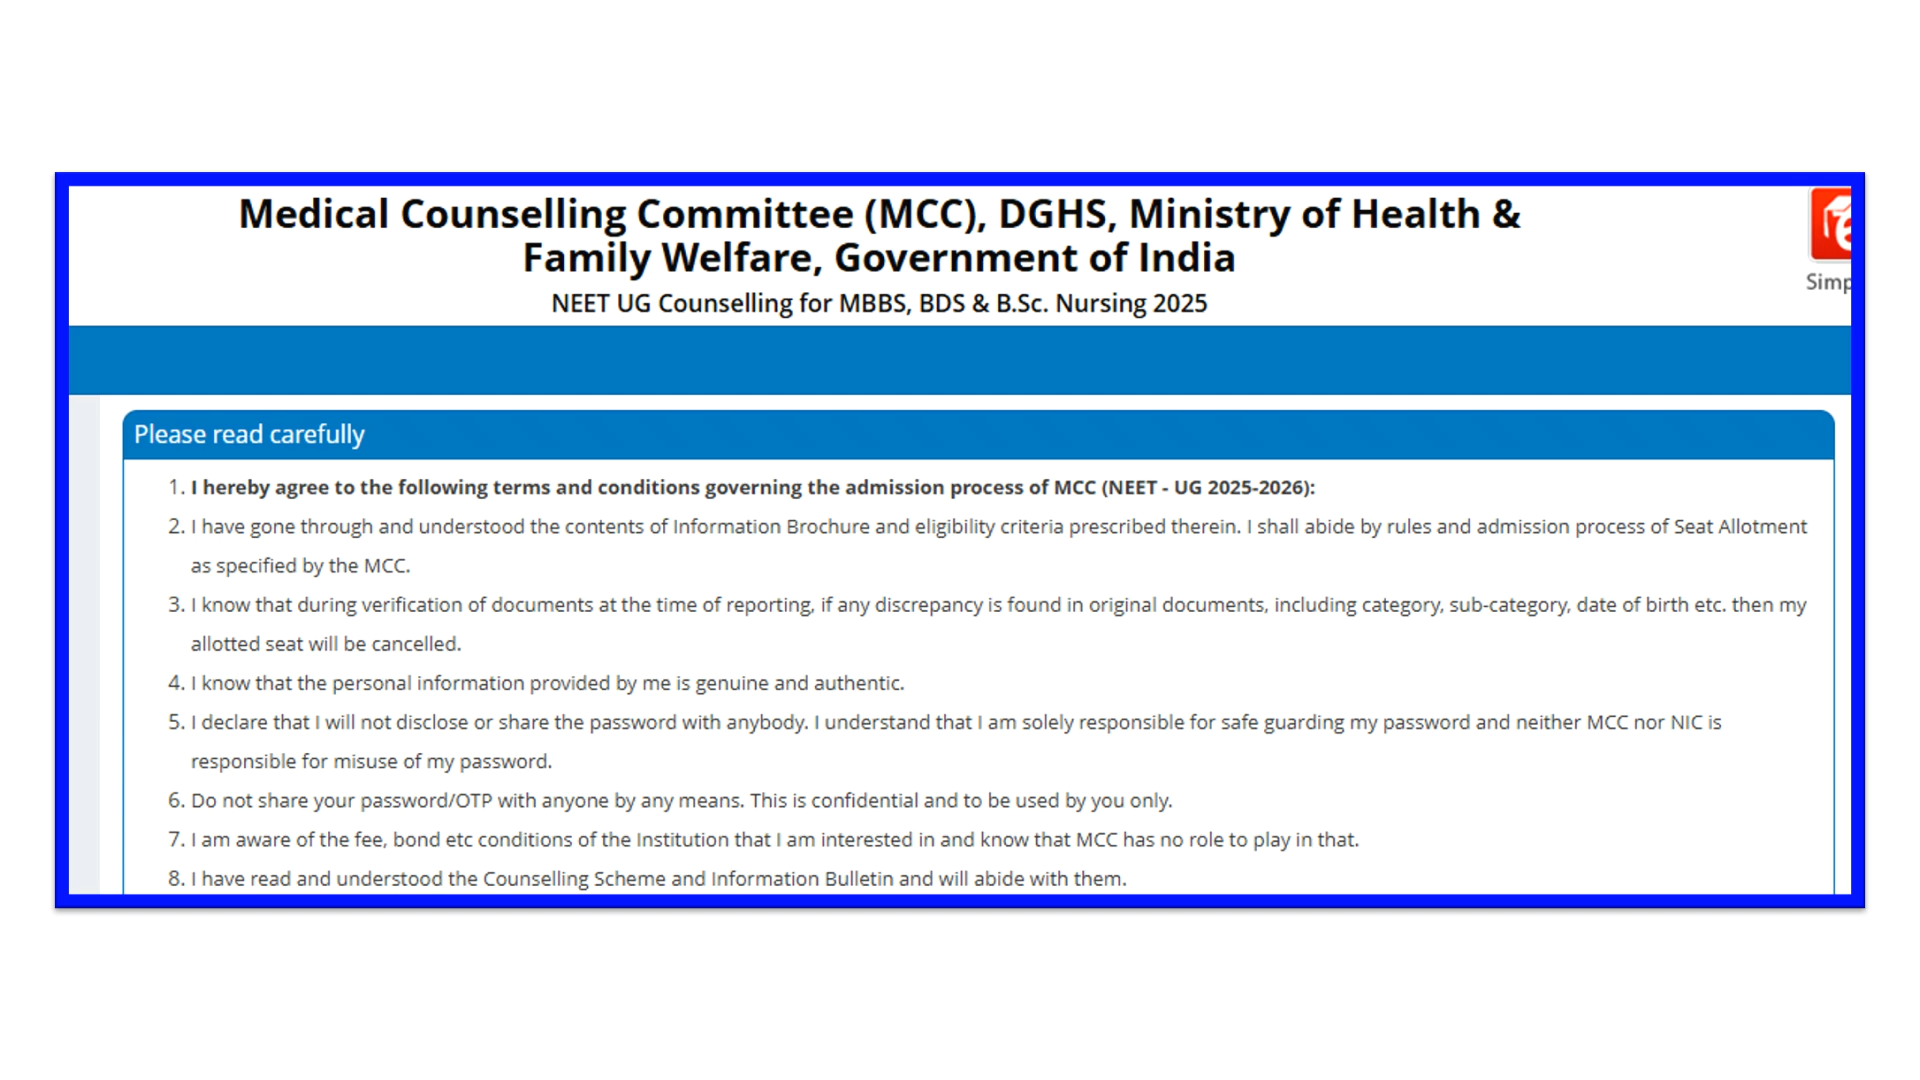 Medical Counselling Committee (MCC), DGHS, Ministry of Health &
Family Welfare, Government of India
NEET UG Counselling for MBBS, BDS & B.Sc. Nursing 2025
Please read carefully
1. I hereby agree to the following terms and conditions governing the admission process of MCC (NEET - UG 2025-2026):
2. I have gone through and understood the contents of Information Brochure and eligibility criteria prescribed therein. I shall abide by rules and admission process of Seat Allotment
as specified by the MCC.
3. I know that during verification of documents at the time of reporting, if any discrepancy is found in original documents, including category, sub-category, date of birth etc. then my
allotted seat will be cancelled.
4. I know that the personal information provided by me is genuine and authentic.
5. I declare that I will not disclose or share the password with anybody. I understand that I am solely responsible for safe guarding my password and neither MCC nor NIC is
responsible for misuse of my password.
6. Do not share your password/OTP with anyone by any means. This is confidential and to be used by you only.
7. I am aware of the fee, bond etc conditions of the Institution that I am interested in and know that MCC has no role to play in that.
8. I have read and understood the Counselling Scheme and Information Bulletin and will abide with them.